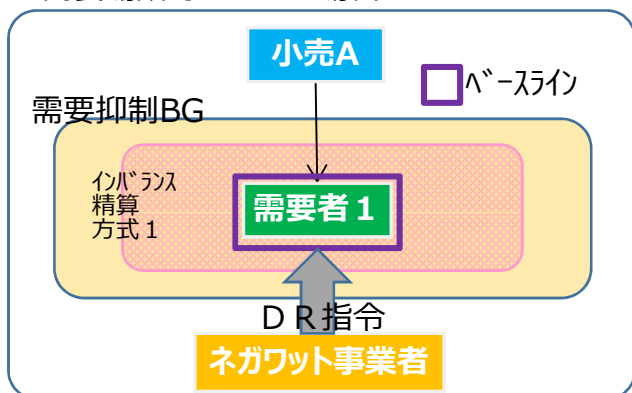 小売A
ﾍﾞｰｽﾗｲﾝ
需要抑制BG
ｲﾝﾊﾞﾗﾝｽ
精算
方式１
需要者１
ＤＲ指令
ネガワット事業者